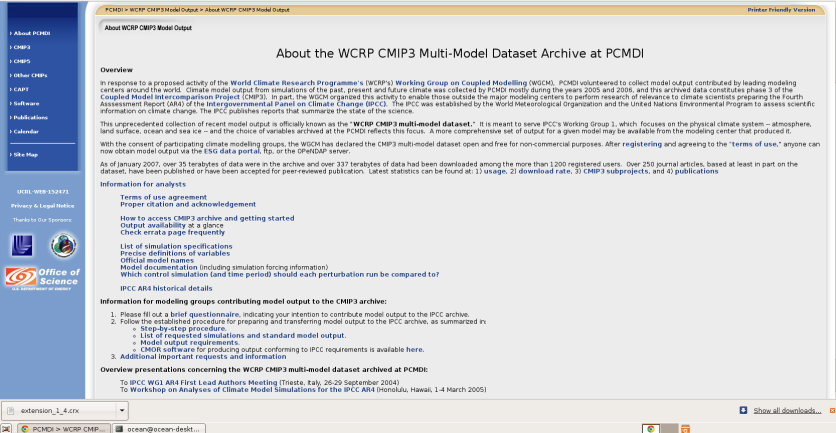 PCMDI > WCRP CMIP3 Model Output > About WCRP CMIP3 Model Output
Printer Friendly Version
About WCRP CMIP3 Model Output
› About PCMDI
› CMIP3
› CMIP5
› Other CMIPs
› CAPT
› Software
› Publications
› Calendar
› Site Map
UCRL-WEB-152471
Privacy & Legal Notice
Thanks to Our Sponsors:
Office of
Science
U.S. DEPARTMENT OF ENERGY
About the WCRP CMIP3 Multi-Model Dataset Archive at PCMDI
Overview
In response to a proposed activity of the World Climate Research Programme's (WCRP's) Working Group on Coupled Modelling (WGCM), PCMDI volunteered to collect model output contributed by leading modeling
centers around the world. Climate model output from simulations of the past, present and future climate was collected by PCMDI mostly during the years 2005 and 2006, and this archived data constitutes phase 3 of the
Coupled Model Intercomparison Project (CMIP3). In part, the WGCM organized this activity to enable those outside the major modeling centers to perform research of relevance to climate scientists preparing the Fourth
Asssessment Report (AR4) of the Intergovernmental Panel on Climate Change (IPCC). The IPCC was established by the World Meteorological Organization and the United Nations Environmental Program to assess scientific
information on climate change. The IPCC publishes reports that summarize the state of the science.
This unprecedented collection of recent model output is officially known as the "WCRP CMIP3 multi-model dataset." It is meant to serve IPCC's Working Group 1, which focuses on the physical climate system -- atmosphere,
land surface, ocean and sea ice -- and the choice of variables archived at the PCMDI reflects this focus. A more comprehensive set of output for a given model may be available from the modeling center that produced it.
With the consent of participating climate modelling groups, the WGCM has declared the CMIP3 multi-model dataset open and free for non-commercial purposes. After registering and agreeing to the "terms of use," anyone can
now obtain model output via the ESG data portal, ftp, or the OPeNDAP server.
As of January 2007, over 35 terabytes of data were in the archive and over 337 terabytes of data had been downloaded among the more than 1200 registered users. Over 250 journal articles, based at least in part on the
dataset, have been published or have been accepted for peer-reviewed publication. Latest statistics can be found at: 1) usage, 2) download rate, 3) CMIP3 subprojects, and 4) publications
Information for analysts
Terms of use agreement
Proper citation and acknowledgement
How to access CMIP3 archive and getting started
Output availability at a glance
Check errata page frequently
List of simulation specifications
Precise definitions of variables
Official model names
Model documentation (including simulation forcing information)
Which control simulation (and time period) should each perturbation run be compared to?
IPCC AR4 historical details
Information for modeling groups contributing model output to the CMIP3 archive:
1. Please fill out a brief questionnaire, indicating your intention to contribute model output to the IPCC archive.
2. Follow the established procedure for preparing and transferring model output to the IPCC archive, as summarized in:
Step-by-step procedure.
List of requested simulations and standard model output.
Model output requirements.
CMOR software for producing output conforming to IPCC requirements is available here.
3. Additional important requests and information
Overview presentations concerning the WCRP CMIP3 multi-model dataset archived at PCMDI:
To IPCC WG1 AR4 First Lead Authors Meeting (Trieste, Italy, 26-29 September 2004)
To Workshop on Analyses of Climate Model Simulations for the IPCC AR4 (Honolulu, Hawaii, 1-4 March 2005)
extension_1_4.crx
Show all downloads...
PCMDI > WCRP CMIP...
ocean@ocean-deskt...